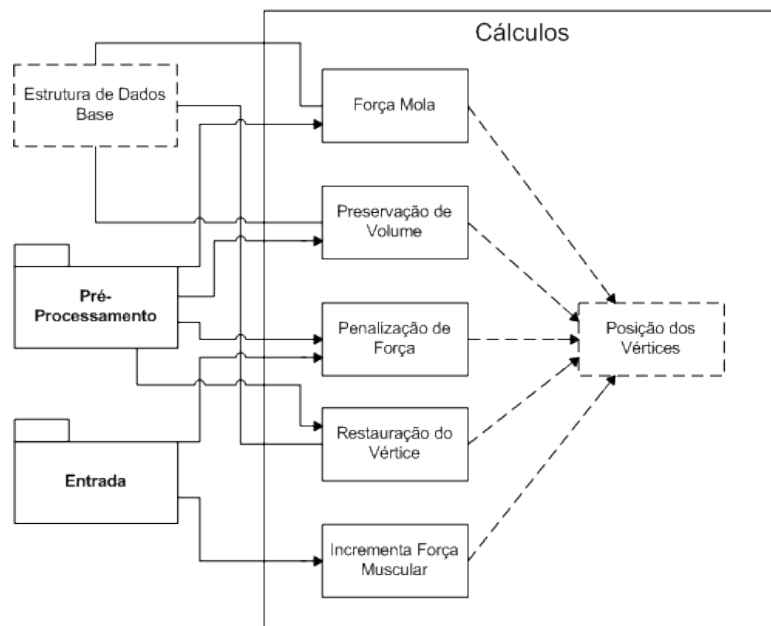 Cálculos
Estrutura de Dados
Base
Força Mola
Preservação de
Volume
Pré-
Processamento
Penalização de
Força
Posição dos
Vértices
Restauração do
Vértice
Entrada
Incrementa Força
Muscular